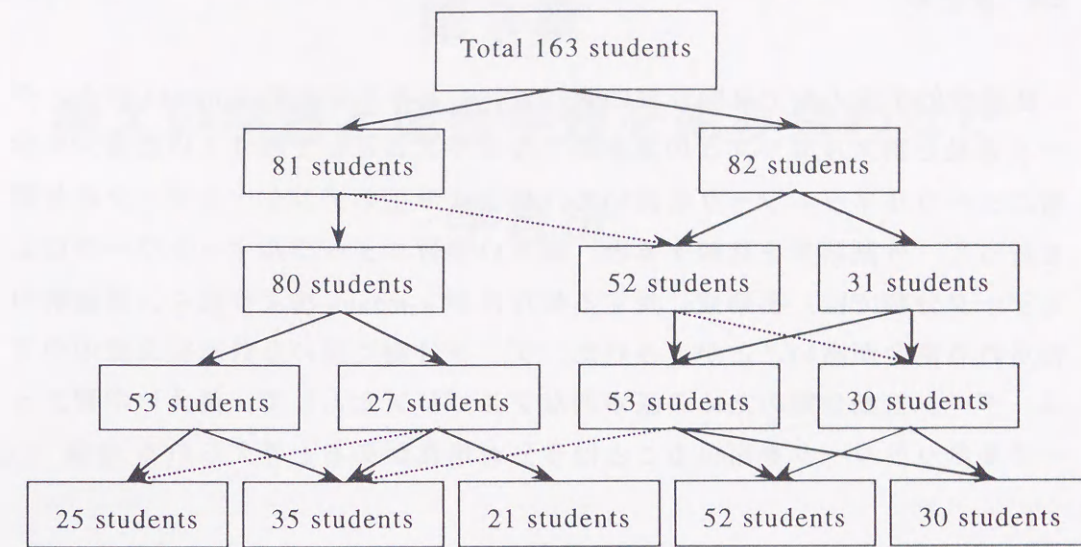 Total 163 students
81 students
82 students
80 students
52 students
31 students
53 students
27 students
53 students
30 students
25 students
35 students
21 students
52 students
30 students